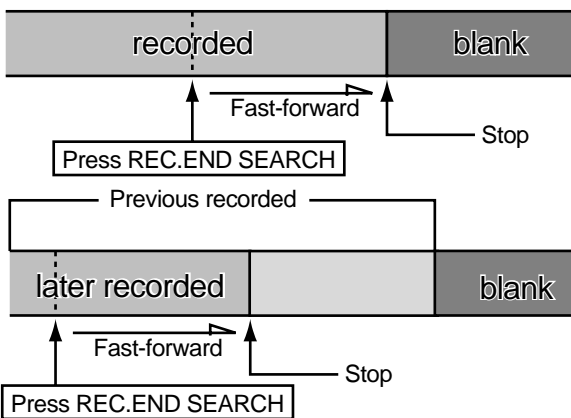 recorded blank
Fast-forward
Stop
Press REC.END SEARCH
Previous recorded
later recorded blank
Fast-forward
Stop
Press REC.END SEARCH